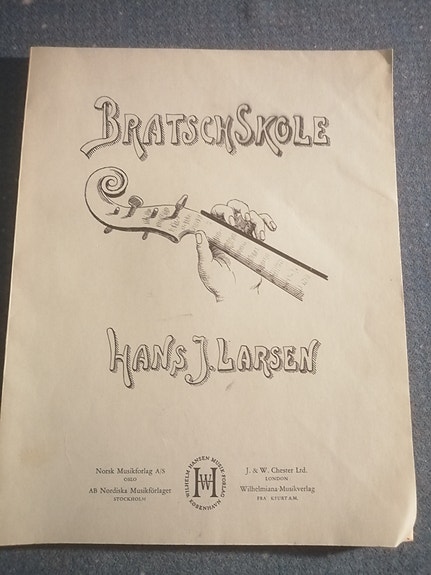 BRATSCHSKOLE
HANS J. LARSEN
Norsk Musikforlag A/S
OSLO
AB Nordiska Musikförlaget
STOCKHOLM
WILHELM HANSEN MUSIK-FORLAG
KØBENHAVN
WH
J. & W. Chester Ltd.
LONDON
Wilhelmiana Musikverlag
FRANKFURT A.M.